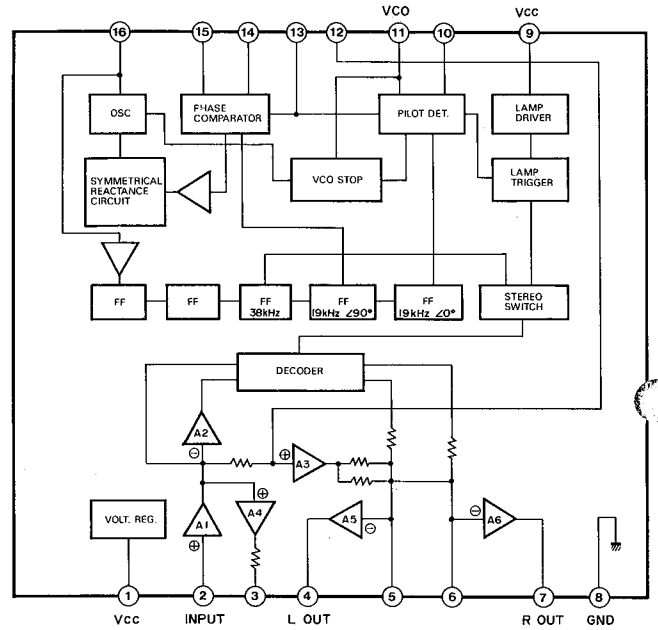 VCO
Vcc
16
15
14
13
12
11
10
9
OSC
PHASE
COMPARATOR
PILOT DET.
LAMP
DRIVER
SYMMETRICAL
REACTANCE
CIRCUIT
VCO STOP
LAMP
TRIGGER
FF
FF
FF
38kHz
FF
19kHz ∠90°
FF
19kHz ∠0°
STEREO
SWITCH
DECODER
A2
⊖
⊕
A3
⊕
VOLT. REG.
A1
A4
A5
⊖
⊖
A6
⊕
1
2
3
4
5
6
7
8
Vcc
INPUT
L OUT
R OUT
GND